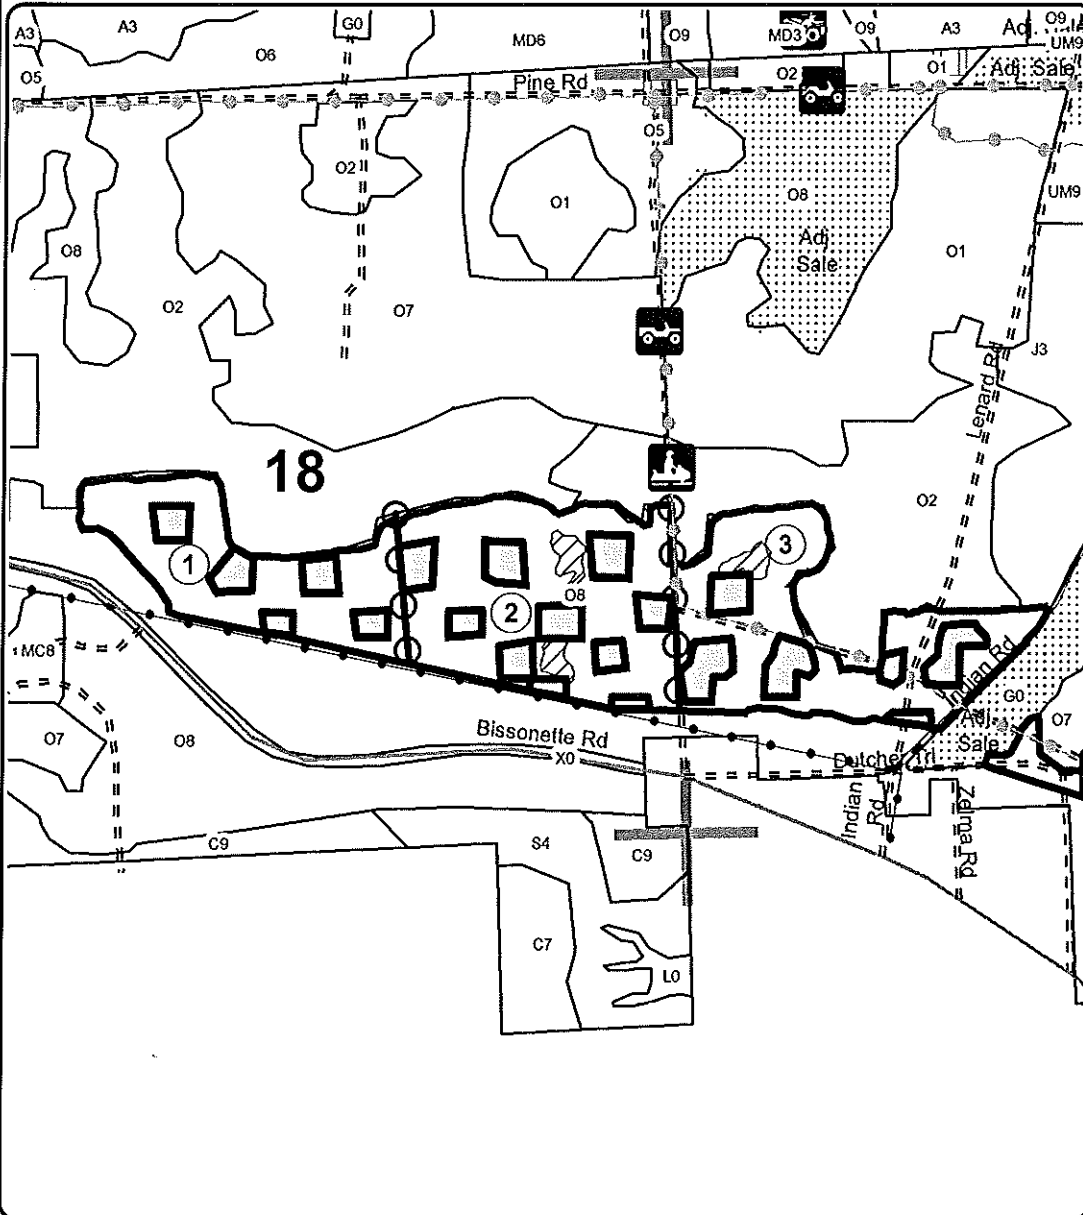 A3
A3
G0
O6
MD6
O9
MD3
O9
A3
Adj.
O9
UM9
O5
Pine Rd
O2
O1
Adj. Sale
O5
O2
O1
O8
UM9
O8
Adj
Sale
O1
O2
O7
J3
Lenard Rd
18
O2
1
3
O8
2
MC8
Indian Rd
G0
O7
O8
Bissonette Rd
X0
Adj.
Sale
O7
Dutcher Trl
Indian
Rd
Zelma Rd
C9
S4
C9
C7
L0